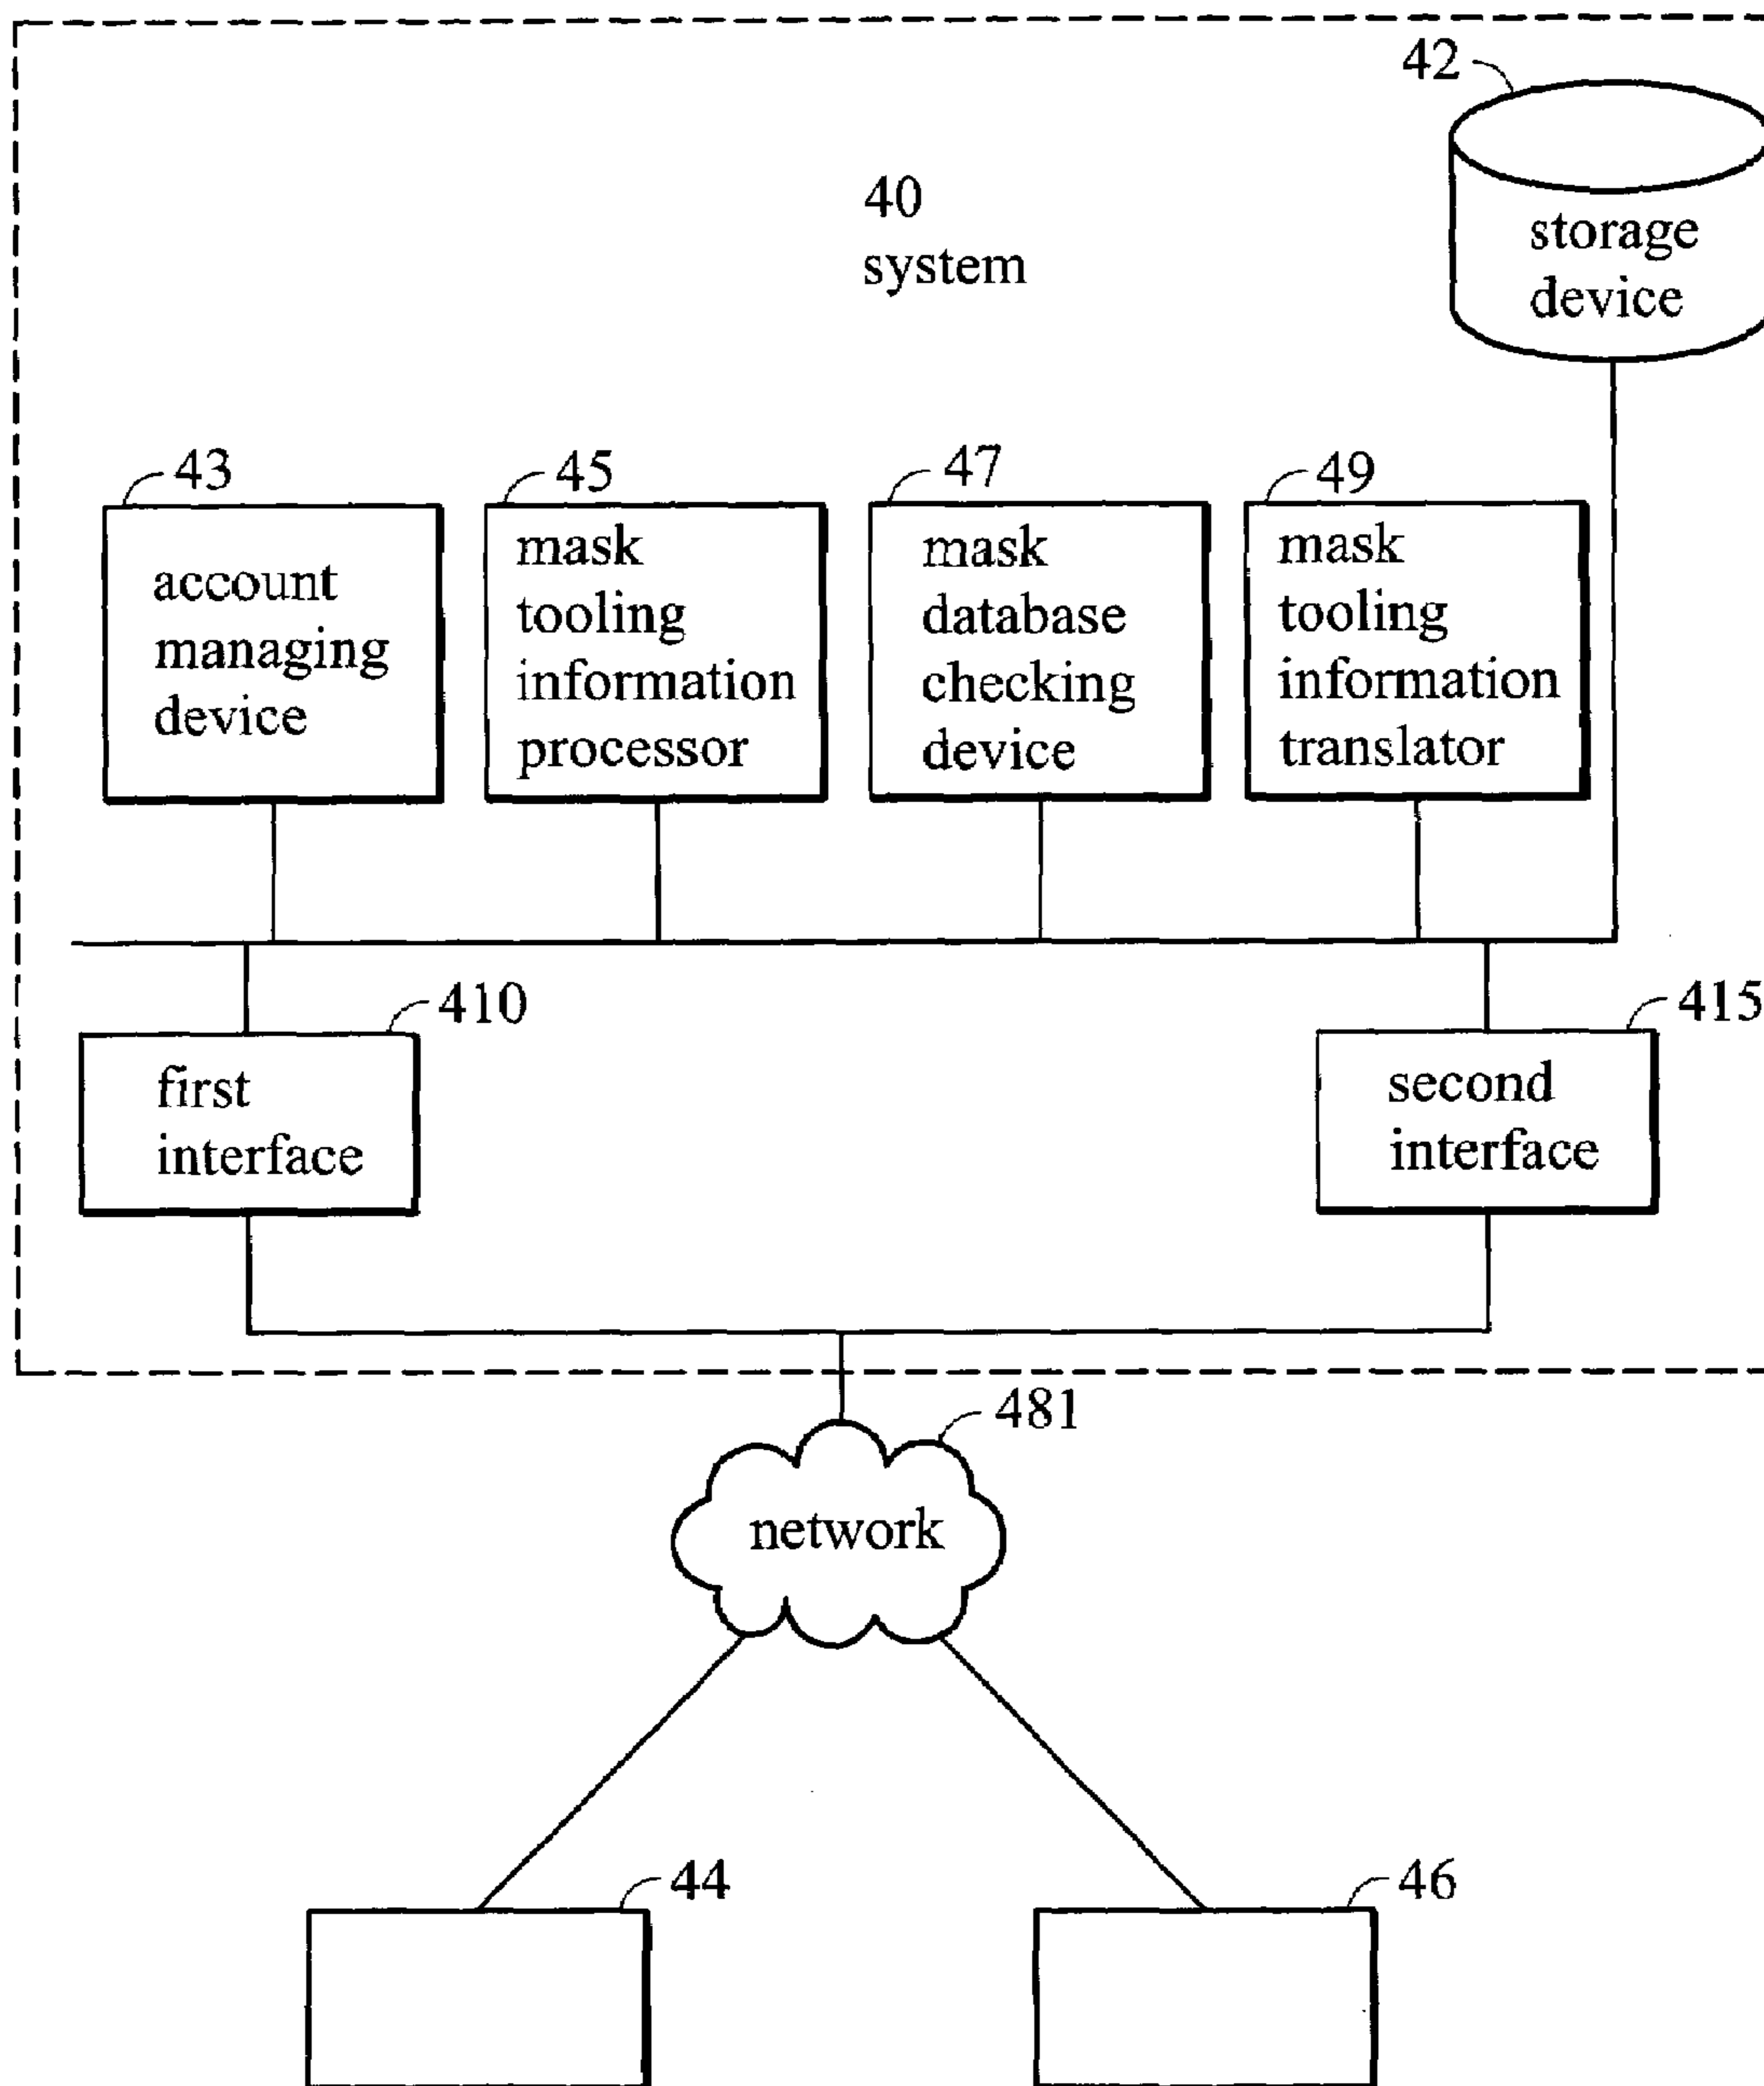 42
40
system
storage
device
43
45
47
49
account
managing
device
mask
tooling
information
processor
mask
database
checking
device
mask
tooling
information
translator
410
415
first
interface
second
interface
481
network
44
46